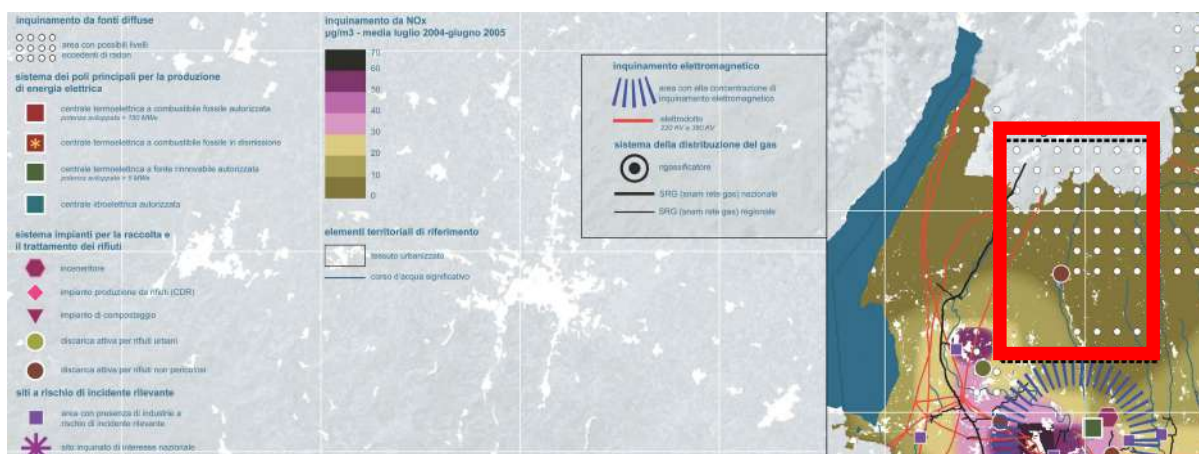 inquinamento da fonti diffuse
area con possibili livelli
eccedenti di radon
sistema dei poli principali per la produzione
di energia elettrica
centrale termoelettrica a combustibile fossile autorizzata
potenza sviluppata > 150 MWe
centrale termoelettrica a combustibile fossile in dismissione
centrale termoelettrica a fonte rinnovabile autorizzata
potenza sviluppata > 5 MWe
centrale idroelettrica autorizzata
sistema impianti per la raccolta e
il trattamento dei rifiuti
inceneritore
impianto produzione da rifiuti (CDR)
impianto di compostaggio
discarica attiva per rifiuti urbani
discarica attiva per rifiuti non pericolosi
siti a rischio di incidente rilevante
area con presenza di industrie a
rischio di incidente rilevante
sito inquinato di interesse nazionale
inquinamento da NOx
µg/m3 - media luglio 2004-giugno 2005
70
60
50
40
30
20
10
0
elementi territoriali di riferimento
tessuto urbanizzato
corso d'acqua significativo
inquinamento elettromagnetico
area con alta concentrazione di
inquinamento elettromagnetico
elettrodotto
220 KV e 380 KV
sistema della distribuzione del gas
rigassificatore
SRG (snam rete gas) nazionale
SRG (snam rete gas) regionale